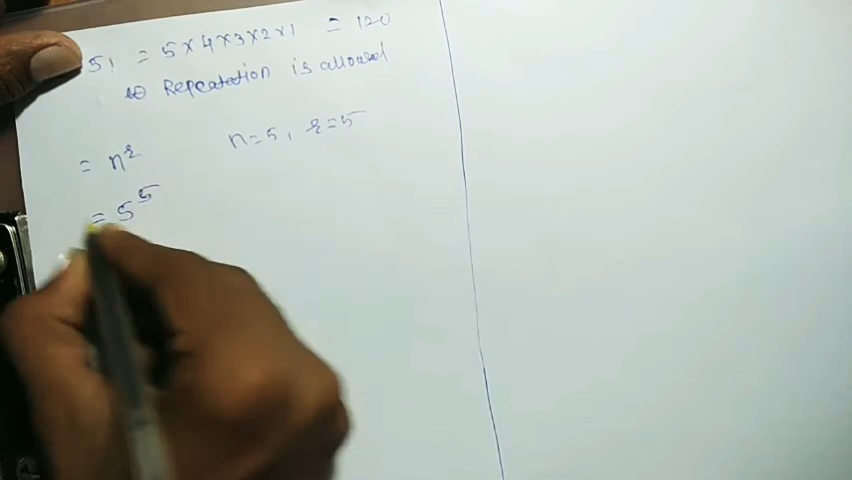 5! = 5×4×3×2×1 = 120
Repeatation is allowed
= n^r n=5, r=5
= 5^5